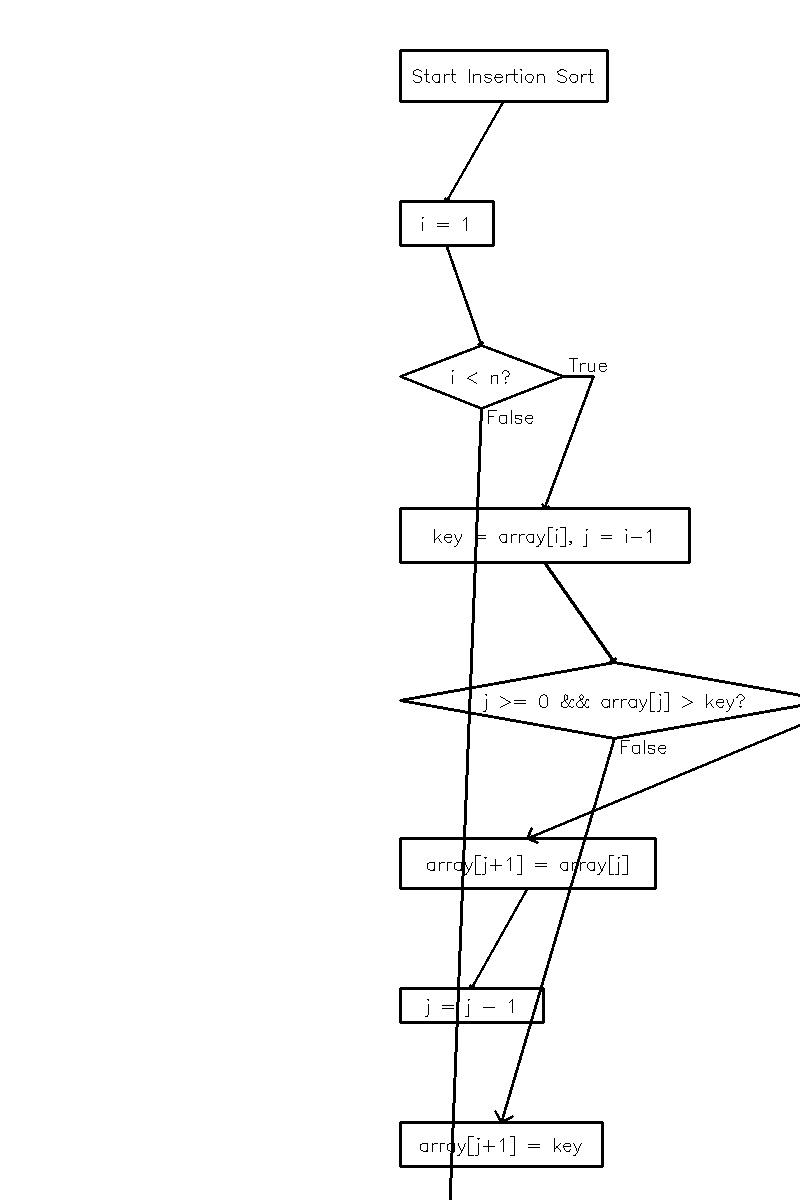 Start Insertion Sort
i = 1
i < n?
True
False
key = array[i], j = i-1
j >= 0 && array[j] > key?
False
array[j+1] = array[j]
j = j - 1
array[j+1] = key